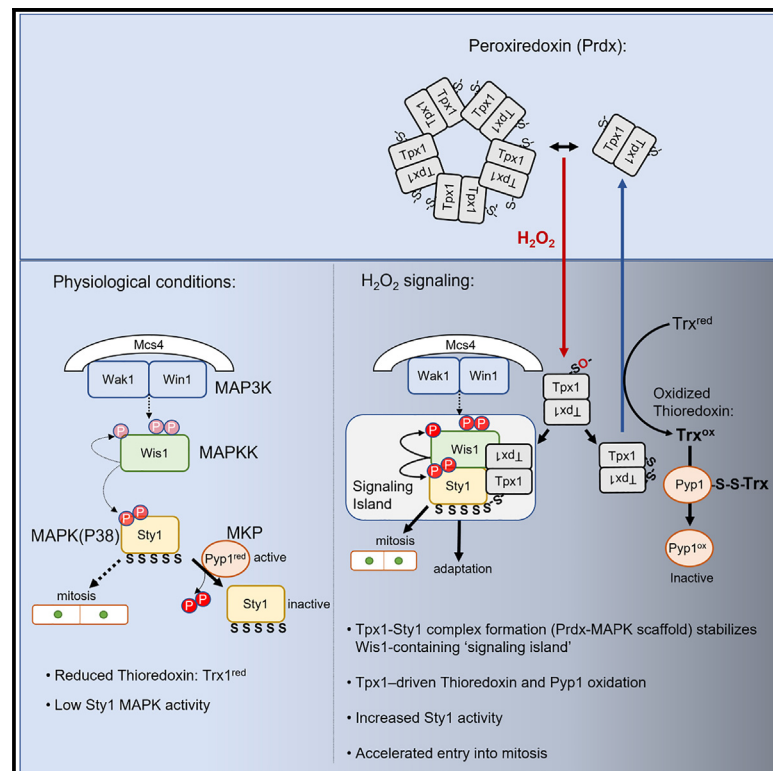 Peroxiredoxin (Prdx):
S-
-S
Tpx1
Tpx1
Tpx1
Tpx1
S-
Tpx1
Tpx1
-S
S-
Tpx1
Tpx1
-S
S-
Tpx1
Tpx1
-S
S-
S-
Tpx1
Tpx1
S-
H2O2
Physiological conditions:
Mcs4
Wak1
Win1
MAP3K
P
P P
Wis1
MAPKK
P P
MAPK(P38)
Sty1
SSSSS
MKP
Pyp1red
active
mitosis
P P
Sty1
inactive
SSSSS
• Reduced Thioredoxin: Trx1red
• Low Sty1 MAPK activity
H2O2 signaling:
Mcs4
Wak1
Win1
P
P P
Wis1
P P
Sty1
Tpx1
Tpx1
SSSSS-S
Signaling
Island
mitosis
adaptation
-SO-
Tpx1
Tpx1
Tpx1
Tpx1
S-S
Trxred
Oxidized
Thioredoxin:
Trxox
Pyp1
-S-S-Trx
Pyp1ox
Inactive
• Tpx1-Sty1 complex formation (Prdx-MAPK scaffold) stabilizes
Wis1-containing ‘signaling island’
• Tpx1–driven Thioredoxin and Pyp1 oxidation
• Increased Sty1 activity
• Accelerated entry into mitosis